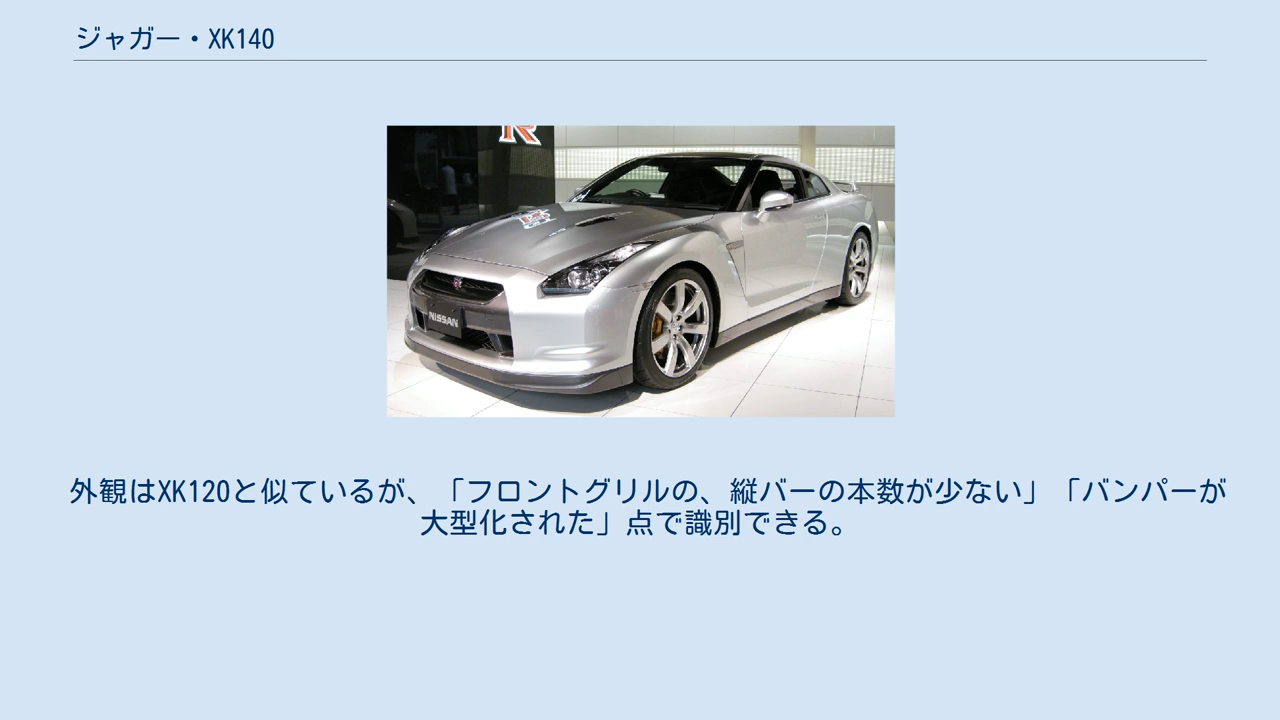 ジャガー・XK140
R
NISSAN
外観はXK120と似ているが、「フロントグリルの、縦バーの本数が少ない」「バンパーが
大型化された」点で識別できる。